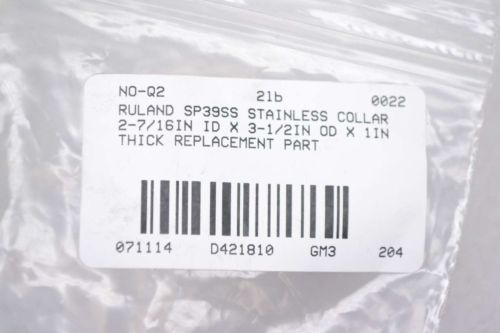 NO-Q2 21b 0022
RULAND SP39SS STAINLESS COLLAR
2-7/16IN ID X 3-1/2IN OD X 1IN
THICK REPLACEMENT PART
071114 D421810 GM3 204